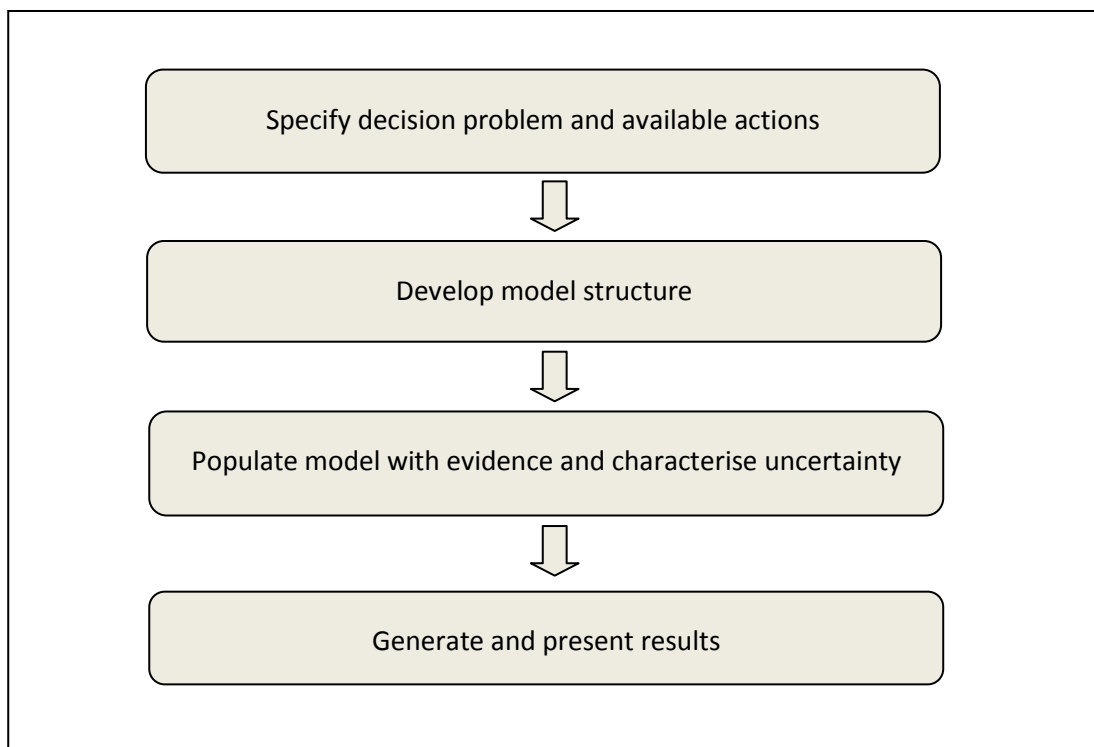 Specify decision problem and available actions
Develop model structure
Populate model with evidence and characterise uncertainty
Generate and present results